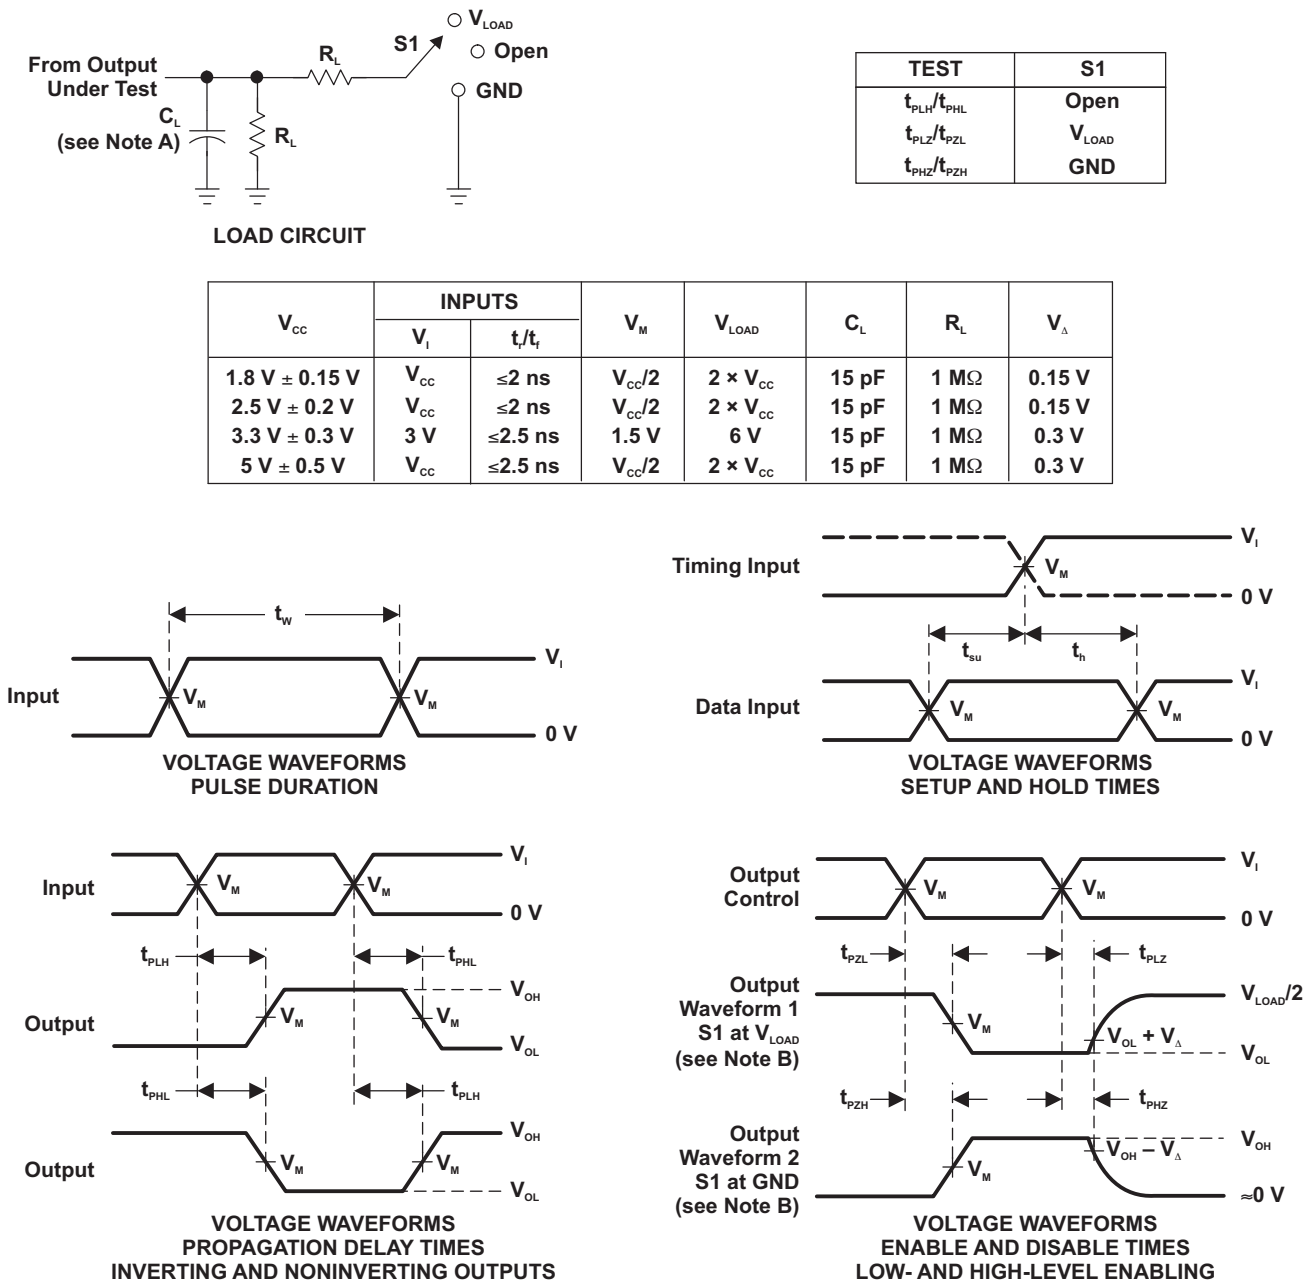 V_LOAD
S1
Open
R_L
From Output
Under Test
GND
C_L
(see Note A)
R_L
LOAD CIRCUIT
TEST S1
t_PLH/t_PHL Open
t_PLZ/t_PZL V_LOAD
t_PHZ/t_PZH GND
V_CC INPUTS V_M V_LOAD C_L R_L V_Δ
V_I t_r/t_f
1.8 V ± 0.15 V V_CC ≤2 ns V_CC/2 2 × V_CC 15 pF 1 MΩ 0.15 V
2.5 V ± 0.2 V V_CC ≤2 ns V_CC/2 2 × V_CC 15 pF 1 MΩ 0.15 V
3.3 V ± 0.3 V 3 V ≤2.5 ns 1.5 V 6 V 15 pF 1 MΩ 0.3 V
5 V ± 0.5 V V_CC ≤2.5 ns V_CC/2 2 × V_CC 15 pF 1 MΩ 0.3 V
t_W
V_I
Input
V_M V_M
0 V
VOLTAGE WAVEFORMS
PULSE DURATION
V_I
Timing Input
V_M
0 V
t_su t_h
V_I
Data Input
V_M V_M
0 V
VOLTAGE WAVEFORMS
SETUP AND HOLD TIMES
V_I
Input
V_M V_M
0 V
t_PLH t_PHL
V_OH
Output
V_M V_M
V_OL
t_PHL t_PLH
V_OH
Output
V_M V_M
V_OL
VOLTAGE WAVEFORMS
PROPAGATION DELAY TIMES
INVERTING AND NONINVERTING OUTPUTS
V_I
Output
Control
V_M V_M
0 V
t_PZL t_PLZ
Output
Waveform 1
S1 at V_LOAD
(see Note B)
V_LOAD/2
V_M
V_OL + V_Δ
V_OL
t_PZH t_PHZ
Output
Waveform 2
S1 at GND
(see Note B)
V_OH
V_M
V_OH − V_Δ
≈0 V
VOLTAGE WAVEFORMS
ENABLE AND DISABLE TIMES
LOW- AND HIGH-LEVEL ENABLING